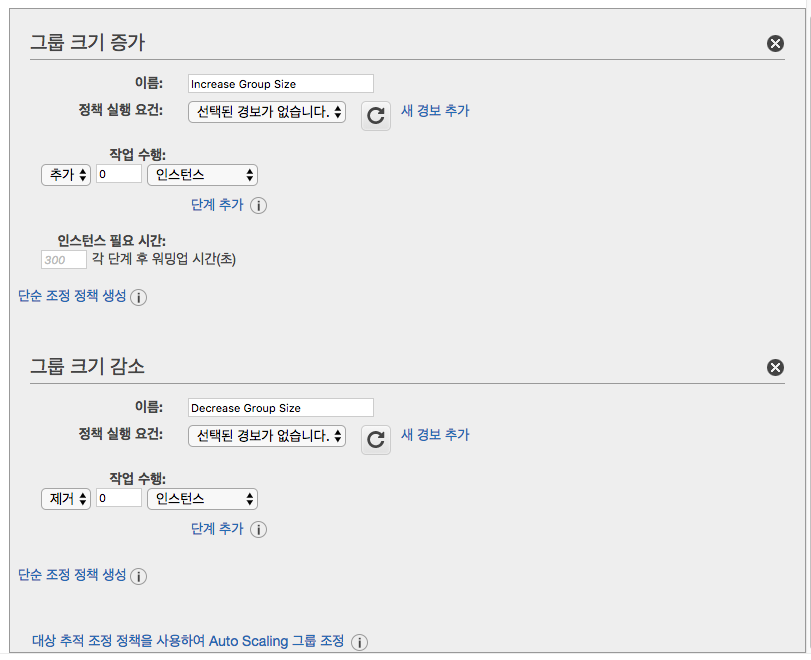 그룹 크기 증가
이름: Increase Group Size
정책 실행 요건: 선택된 경보가 없습니다. 새 경보 추가
작업 수행:
추가 0 인스턴스
단계 추가 i
인스턴스 필요 시간:
300 각 단계 후 워밍업 시간(초)
단순 조정 정책 생성 i
그룹 크기 감소
이름: Decrease Group Size
정책 실행 요건: 선택된 경보가 없습니다. 새 경보 추가
작업 수행:
제거 0 인스턴스
단계 추가 i
단순 조정 정책 생성 i
대상 추적 조정 정책을 사용하여 Auto Scaling 그룹 조정 i